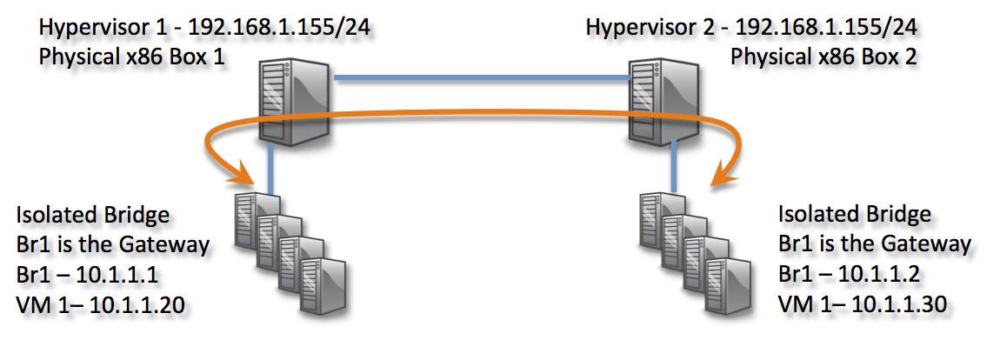 Hypervisor 1 - 192.168.1.155/24
Physical x86 Box 1
Hypervisor 2 - 192.168.1.155/24
Physical x86 Box 2
Isolated Bridge
Br1 is the Gateway
Br1 – 10.1.1.1
VM 1– 10.1.1.20
Isolated Bridge
Br1 is the Gateway
Br1 – 10.1.1.2
VM 1– 10.1.1.30